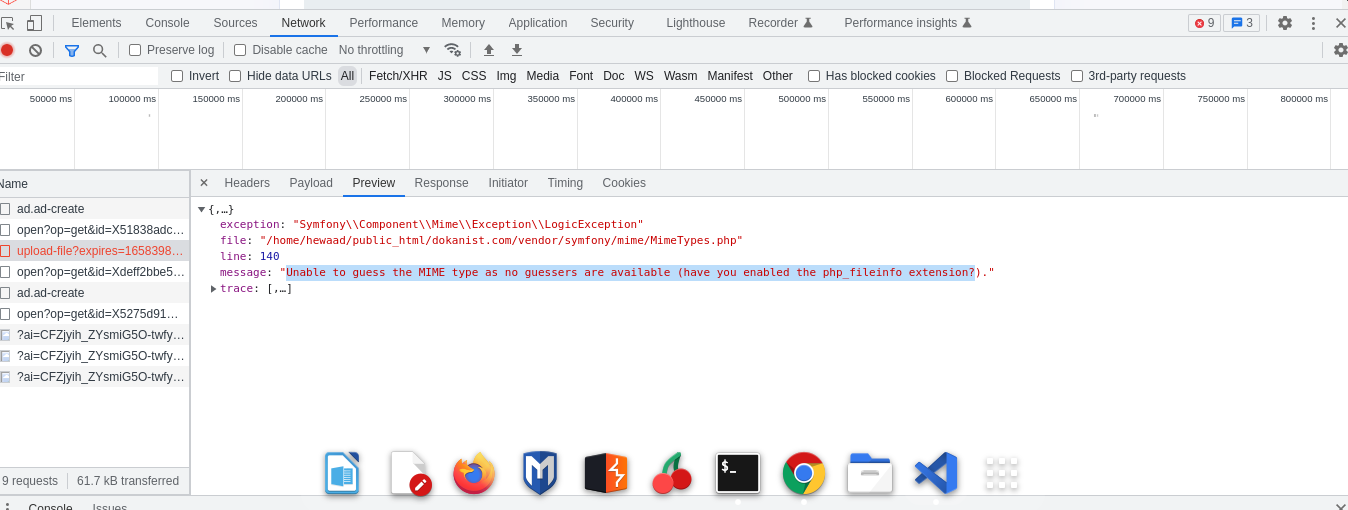 Elements Console Sources Network Performance Memory Application Security Lighthouse Recorder Performance insights 9 3
Preserve log Disable cache No throttling
Filter Invert Hide data URLs All Fetch/XHR JS CSS Img Media Font Doc WS Wasm Manifest Other Has blocked cookies Blocked Requests 3rd-party requests
50000 ms 100000 ms 150000 ms 200000 ms 250000 ms 300000 ms 350000 ms 400000 ms 450000 ms 500000 ms 550000 ms 600000 ms 650000 ms 700000 ms 750000 ms 800000 ms
Name
ad.ad-create
open?op=get&id=X51838adc…
upload-file?expires=1658398…
open?op=get&id=Xdeff2bbe5…
ad.ad-create
open?op=get&id=X5275d91…
?ai=CFZjyih_ZYsmiG5O-twfy…
?ai=CFZjyih_ZYsmiG5O-twfy…
?ai=CFZjyih_ZYsmiG5O-twfy…
9 requests 61.7 kB transferred
× Headers Payload Preview Response Initiator Timing Cookies
{,…}
exception: "Symfony\\Component\\Mime\\Exception\\LogicException"
file: "/home/hewaad/public_html/dokanist.com/vendor/symfony/mime/MimeTypes.php"
line: 140
message: "Unable to guess the MIME type as no guessers are available (have you enabled the php_fileinfo extension?)."
trace: [,…]
$_
Console Issues